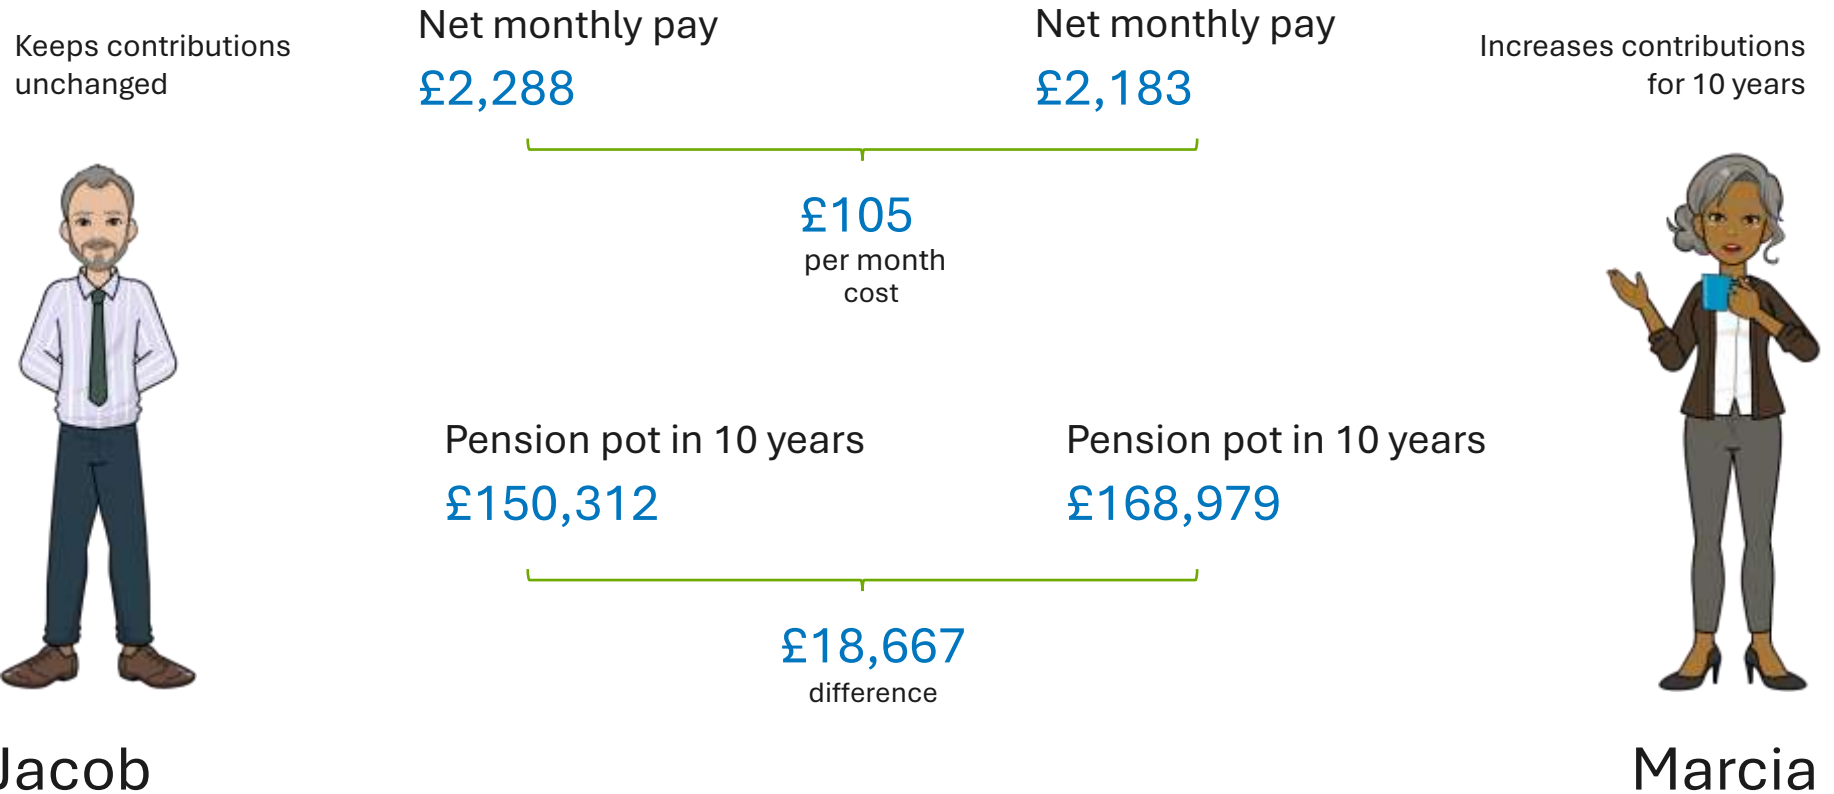 Keeps contributions
unchanged
Net monthly pay
£2,288
Net monthly pay
£2,183
Increases contributions
for 10 years
£105
per month
cost
Pension pot in 10 years
£150,312
Pension pot in 10 years
£168,979
£18,667
difference
Jacob
Marcia